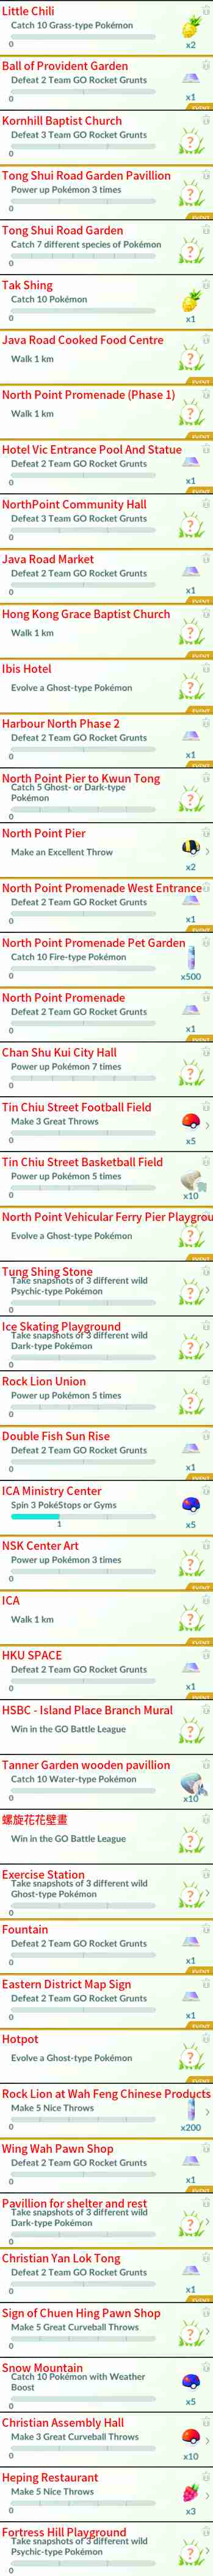 Little Chili
Catch 10 Grass-type Pokémon
0
x2
Ball of Provident Garden
Defeat 2 Team GO Rocket Grunts
0
x1
EVENT
Kornhill Baptist Church
Defeat 3 Team GO Rocket Grunts
?
0
EVENT
Tong Shui Road Garden Pavillion
Power up Pokémon 3 times
?
0
EVENT
Tong Shui Road Garden
Catch 7 different species of Pokémon
?
0
Tak Shing
Catch 10 Pokémon
0
x1
Java Road Cooked Food Centre
Walk 1 km
?
EVENT
North Point Promenade (Phase 1)
Walk 1 km
?
EVENT
Hotel Vic Entrance Pool And Statue
Defeat 2 Team GO Rocket Grunts
0
x1
EVENT
NorthPoint Community Hall
Defeat 3 Team GO Rocket Grunts
?
0
EVENT
Java Road Market
Defeat 2 Team GO Rocket Grunts
0
x1
EVENT
Hong Kong Grace Baptist Church
Walk 1 km
?
EVENT
Ibis Hotel
Evolve a Ghost-type Pokémon
?
EVENT
Harbour North Phase 2
Defeat 2 Team GO Rocket Grunts
0
x1
EVENT
North Point Pier to Kwun Tong
Catch 5 Ghost- or Dark-type
Pokémon
?
0
EVENT
North Point Pier
Make an Excellent Throw
x2
North Point Promenade West Entrance
Defeat 2 Team GO Rocket Grunts
0
x1
EVENT
North Point Promenade Pet Garden
Catch 10 Fire-type Pokémon
0
x500
North Point Promenade
Defeat 2 Team GO Rocket Grunts
0
x1
EVENT
Chan Shu Kui City Hall
Power up Pokémon 7 times
?
0
Tin Chiu Street Football Field
Make 3 Great Throws
0
x5
Tin Chiu Street Basketball Field
Power up Pokémon 5 times
0
x10
North Point Vehicular Ferry Pier Playgrou
Evolve a Ghost-type Pokémon
?
EVENT
Tung Shing Stone
Take snapshots of 3 different wild
Psychic-type Pokémon
?
0
Ice Skating Playground
Take snapshots of 3 different wild
Dark-type Pokémon
?
0
Rock Lion Union
Power up Pokémon 5 times
?
0
Double Fish Sun Rise
Defeat 2 Team GO Rocket Grunts
0
x1
EVENT
ICA Ministry Center
Spin 3 PokéStops or Gyms
1
x5
NSK Center Art
Power up Pokémon 3 times
?
0
EVENT
ICA
Walk 1 km
?
EVENT
HKU SPACE
Defeat 2 Team GO Rocket Grunts
0
x1
EVENT
HSBC - Island Place Branch Mural
Win in the GO Battle League
?
Tanner Garden wooden pavillion
Catch 10 Water-type Pokémon
0
x10
螺旋花花壁畫
Win in the GO Battle League
?
Exercise Station
Take snapshots of 3 different wild
Ghost-type Pokémon
?
0
Fountain
Defeat 2 Team GO Rocket Grunts
0
x1
EVENT
Eastern District Map Sign
Defeat 2 Team GO Rocket Grunts
0
x1
EVENT
Hotpot
Evolve a Ghost-type Pokémon
?
EVENT
Rock Lion at Wah Feng Chinese Products
Make 5 Nice Throws
0
x200
Wing Wah Pawn Shop
Defeat 2 Team GO Rocket Grunts
0
x1
EVENT
Pavillion for shelter and rest
Take snapshots of 3 different wild
Dark-type Pokémon
?
0
Christian Yan Lok Tong
Defeat 2 Team GO Rocket Grunts
0
x1
EVENT
Sign of Chuen Hing Pawn Shop
Make 5 Great Curveball Throws
?
0
Snow Mountain
Catch 10 Pokémon with Weather
Boost
0
x5
Christian Assembly Hall
Make 3 Great Curveball Throws
0
x10
Heping Restaurant
Make 5 Nice Throws
0
x3
Fortress Hill Playground
Take snapshots of 3 different wild
Psychic-type Pokémon
?
0